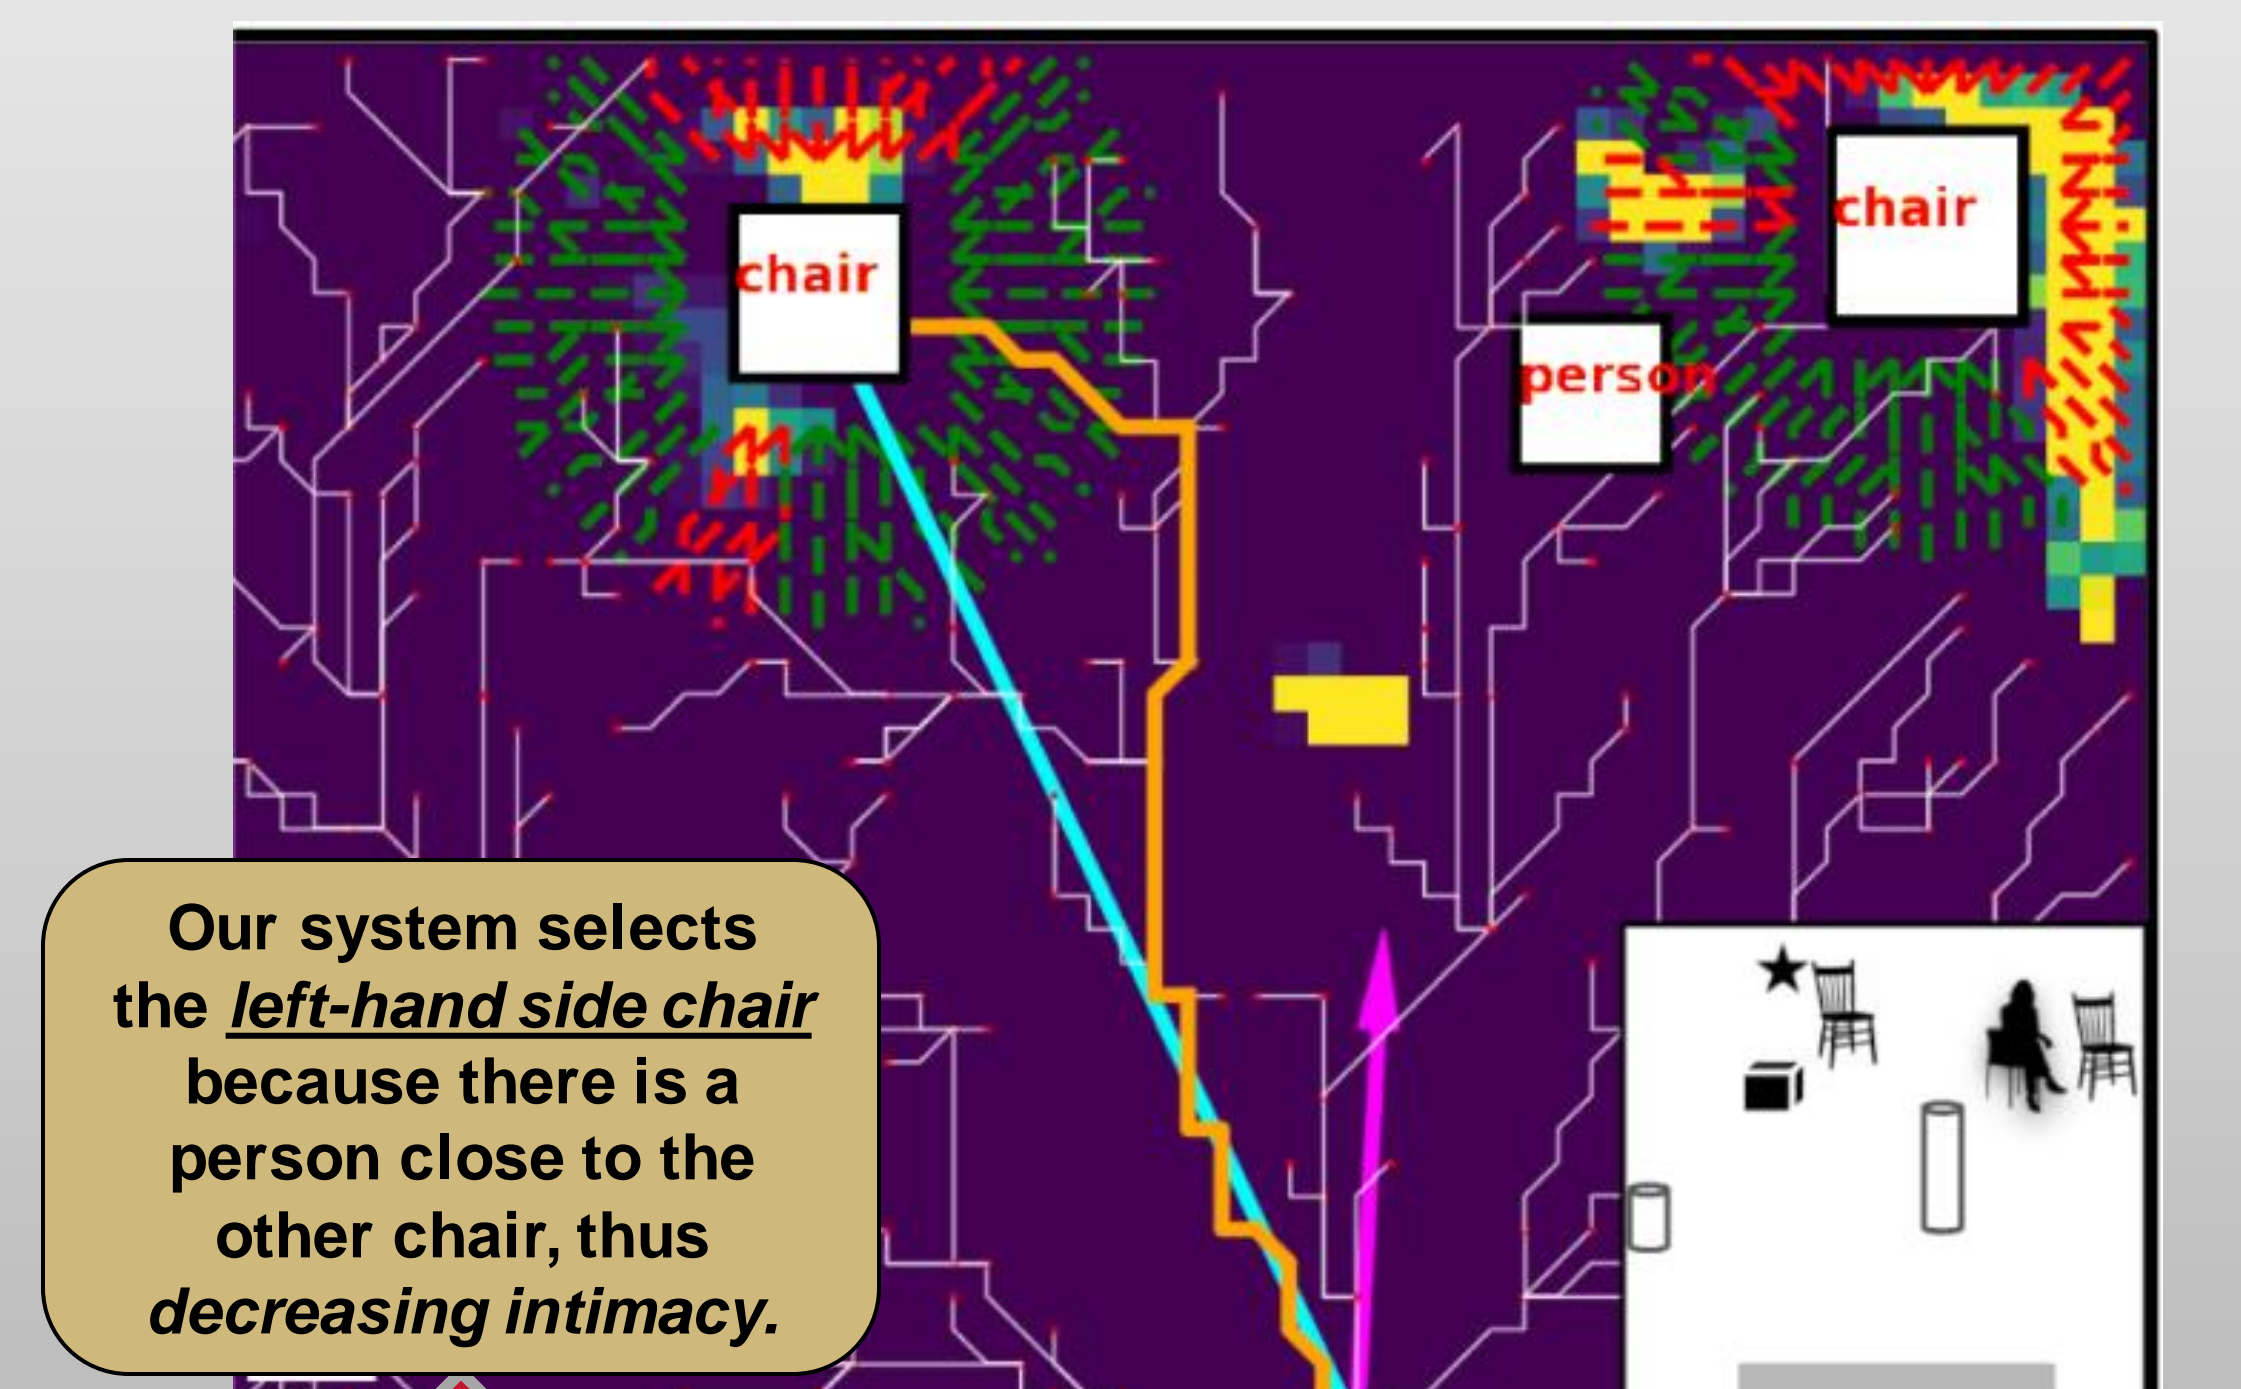 chair
chair
person
Our system selects
the left-hand side chair
because there is a
person close to the
other chair, thus
decreasing intimacy.